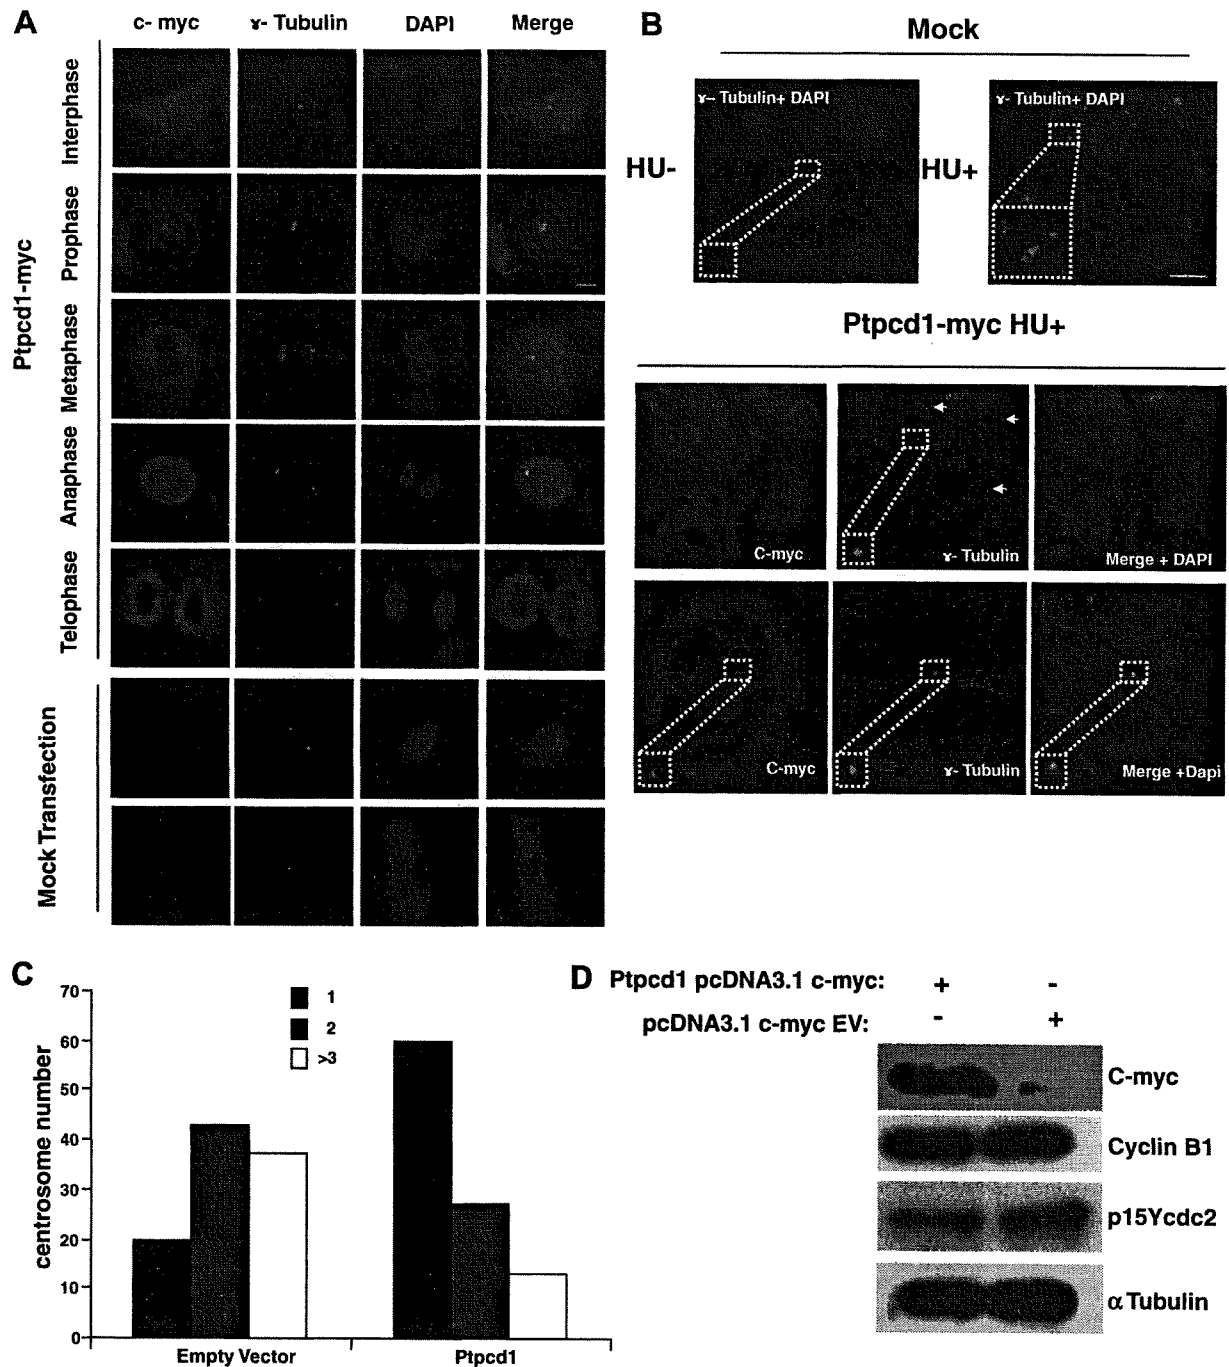 A
c- myc
ɤ- Tubulin
DAPI
Merge
Ptpcd1-myc
Interphase
Prophase
Metaphase
Anaphase
Telophase
Mock Transfection
B
Mock
HU-
ɤ- Tubulin+ DAPI
HU+
ɤ- Tubulin+ DAPI
Ptpcd1-myc HU+
C-myc
ɤ- Tubulin
Merge + DAPI
C-myc
ɤ- Tubulin
Merge +Dapi
C
centrosome number
70
60
50
40
30
20
10
0
1
2
>3
Empty Vector
Ptpcd1
D
Ptpcd1 pcDNA3.1 c-myc: + -
pcDNA3.1 c-myc EV: - +
C-myc
Cyclin B1
p15Ycdc2
α Tubulin